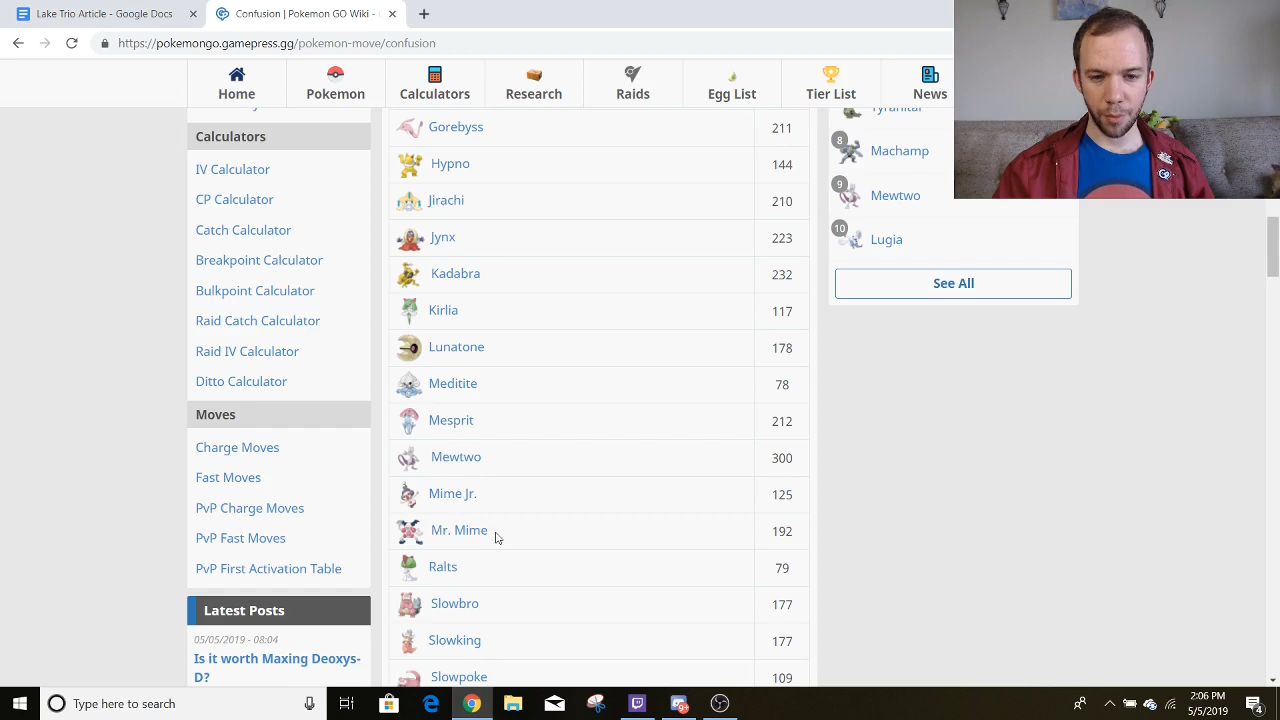 Lake Trio Article - Google Docs
Confusion | Pokemon GO Wiki -
https://pokemongo.gamepress.gg/pokemon-move/confusion
Home
Pokemon
Calculators
Research
Raids
Egg List
Tier List
News
Calculators
IV Calculator
CP Calculator
Catch Calculator
Breakpoint Calculator
Bulkpoint Calculator
Raid Catch Calculator
Raid IV Calculator
Ditto Calculator
Moves
Charge Moves
Fast Moves
PvP Charge Moves
PvP Fast Moves
PvP First Activation Table
Latest Posts
05/05/2019 - 08:04
Is it worth Maxing Deoxys-
D?
Gorebyss 211
Hypno 144
Jirachi 210
Jynx 223
Kadabra 232
Kirlia 117
Lunatone 178
Meditite 78
Mesprit 212
Mewtwo 300
Mime Jr. 125
Mr. Mime 192
Ralts 79
Slowbro 177
Slowking 177
Slowpoke 109
Tyranitar
8 Machamp
9 Mewtwo
10 Lugia
See All
Type here to search
2:06 PM
5/5/2019